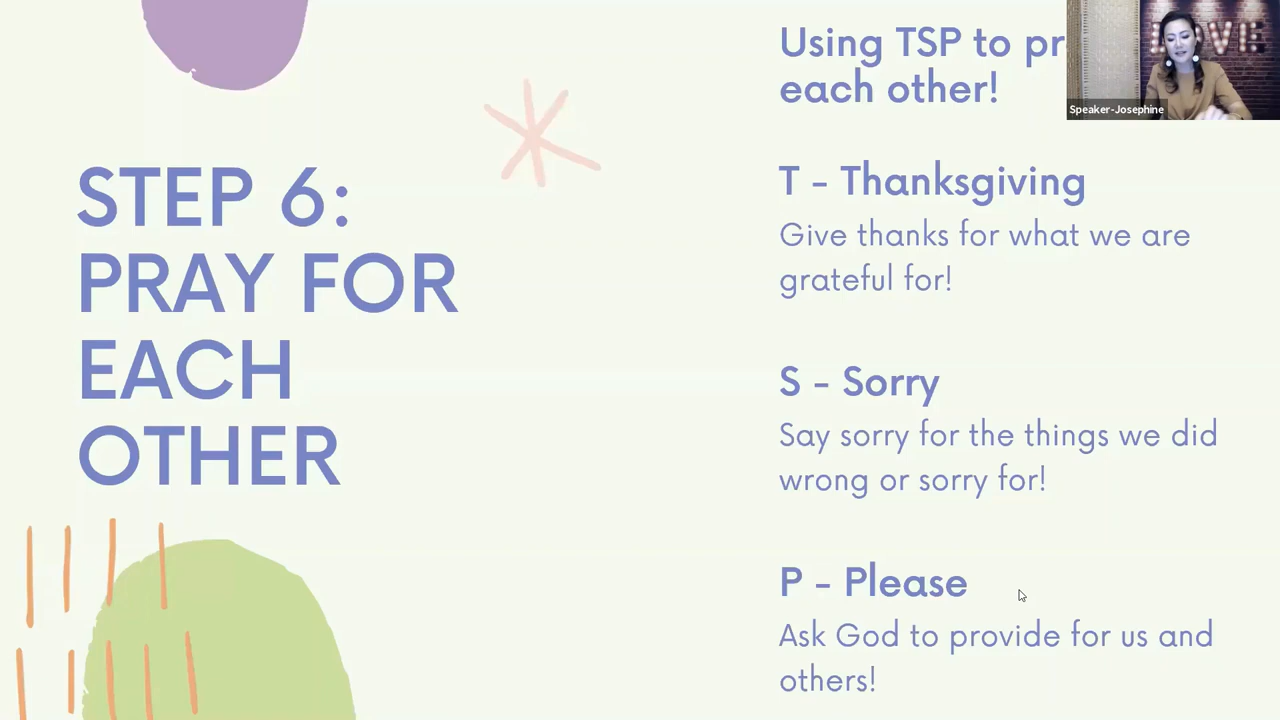 STEP 6:
PRAY FOR
EACH
OTHER
Using TSP to
each other!
T - Thanksgiving
Give thanks for what we are
grateful for!
S - Sorry
Say sorry for the things we did
wrong or sorry for!
P - Please
Ask God to provide for us and
others!
Speaker-Josephine